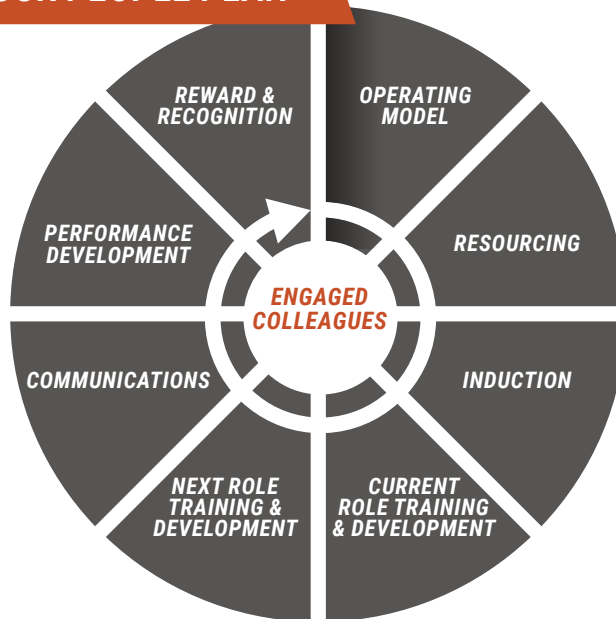 REWARD &
RECOGNITION
OPERATING
MODEL
PERFORMANCE
DEVELOPMENT
RESOURCING
ENGAGED
COLLEAGUES
COMMUNICATIONS
INDUCTION
NEXT ROLE
TRAINING &
DEVELOPMENT
CURRENT
ROLE TRAINING
& DEVELOPMENT